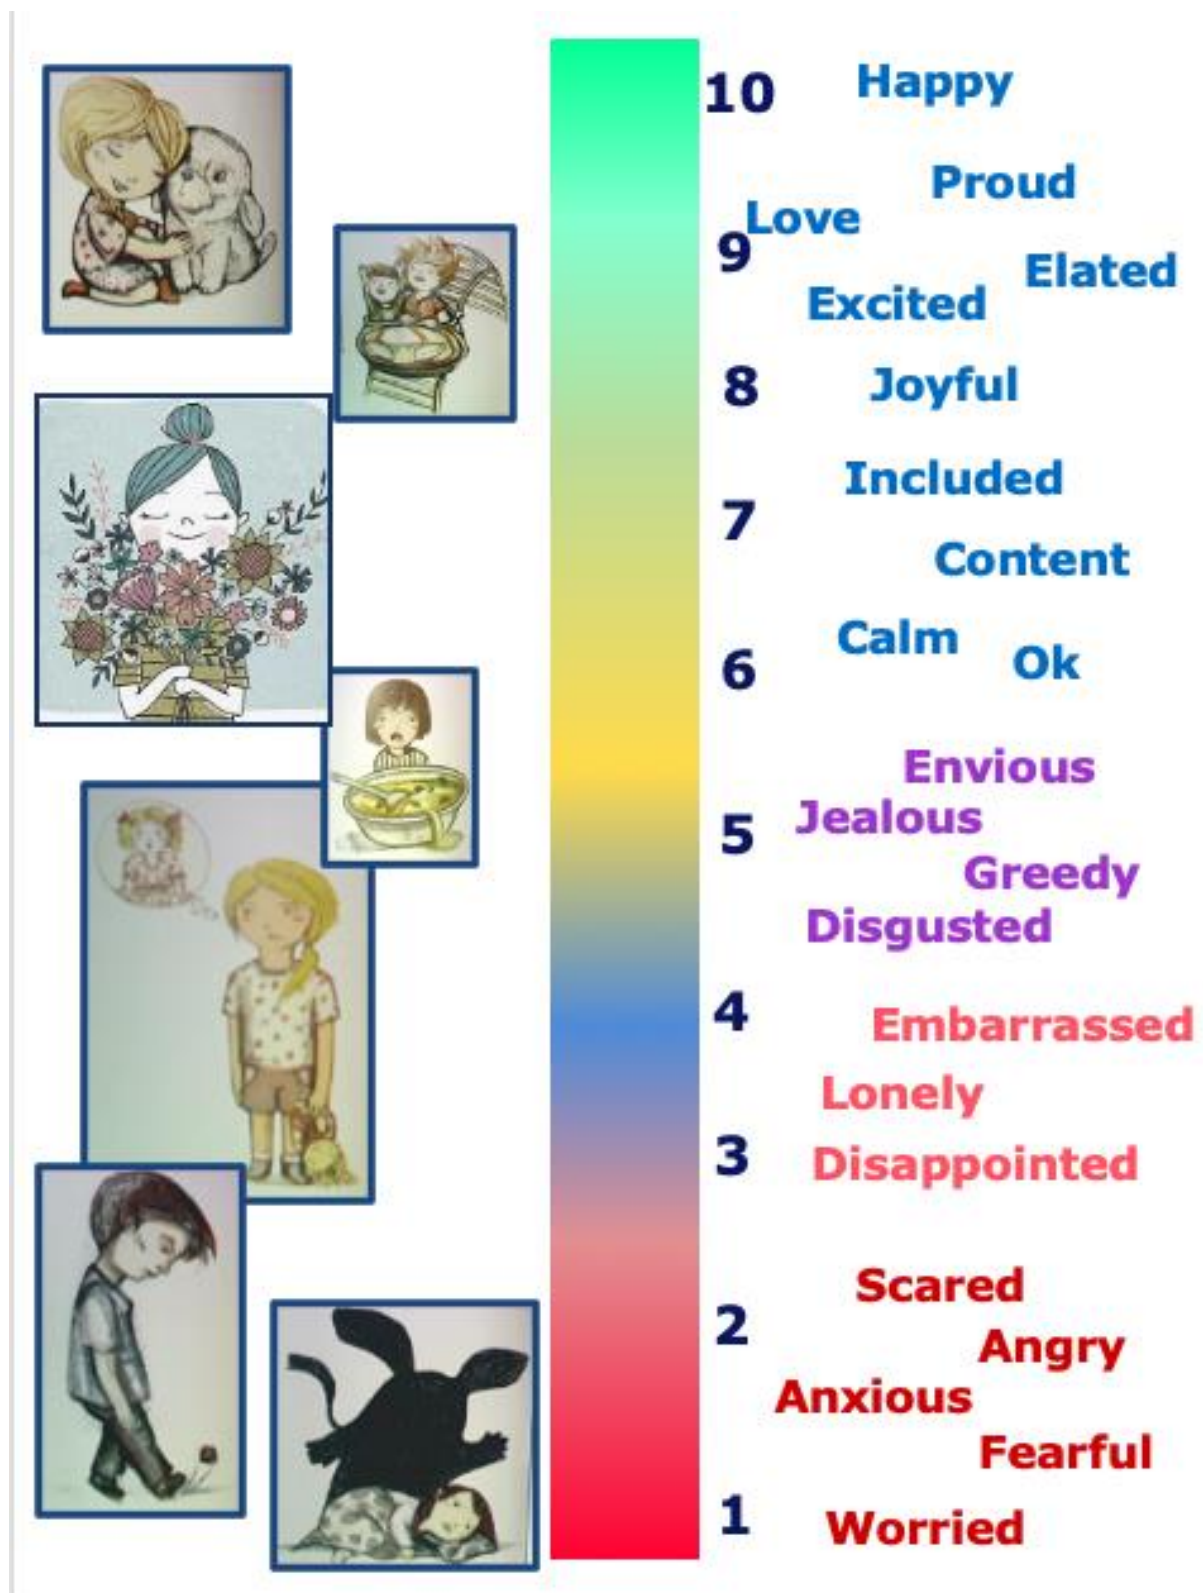 10 Happy
Proud
Love
9
Elated
Excited
8 Joyful
Included
7
Content
Calm
Ok
6
Envious
Jealous
5
Greedy
Disgusted
4 Embarrassed
Lonely
3 Disappointed
Scared
2
Angry
Anxious
Fearful
1 Worried